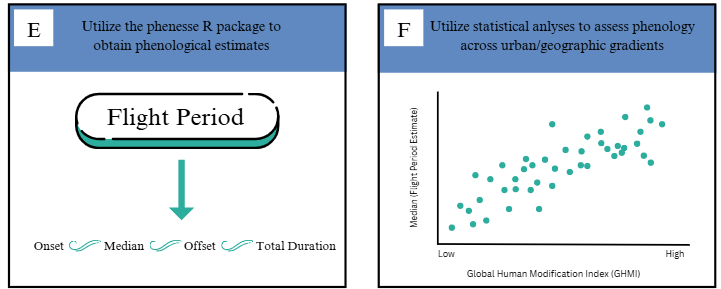 E
Utilize the phenesse R package to
obtain phenological estimates
Flight Period
Onset Median Offset Total Duration
F
Utilize statistical anlyses to assess phenology
across urban/geographic gradients
Median (Flight Period Estimate)
Low High
Global Human Modification Index (GHMI)